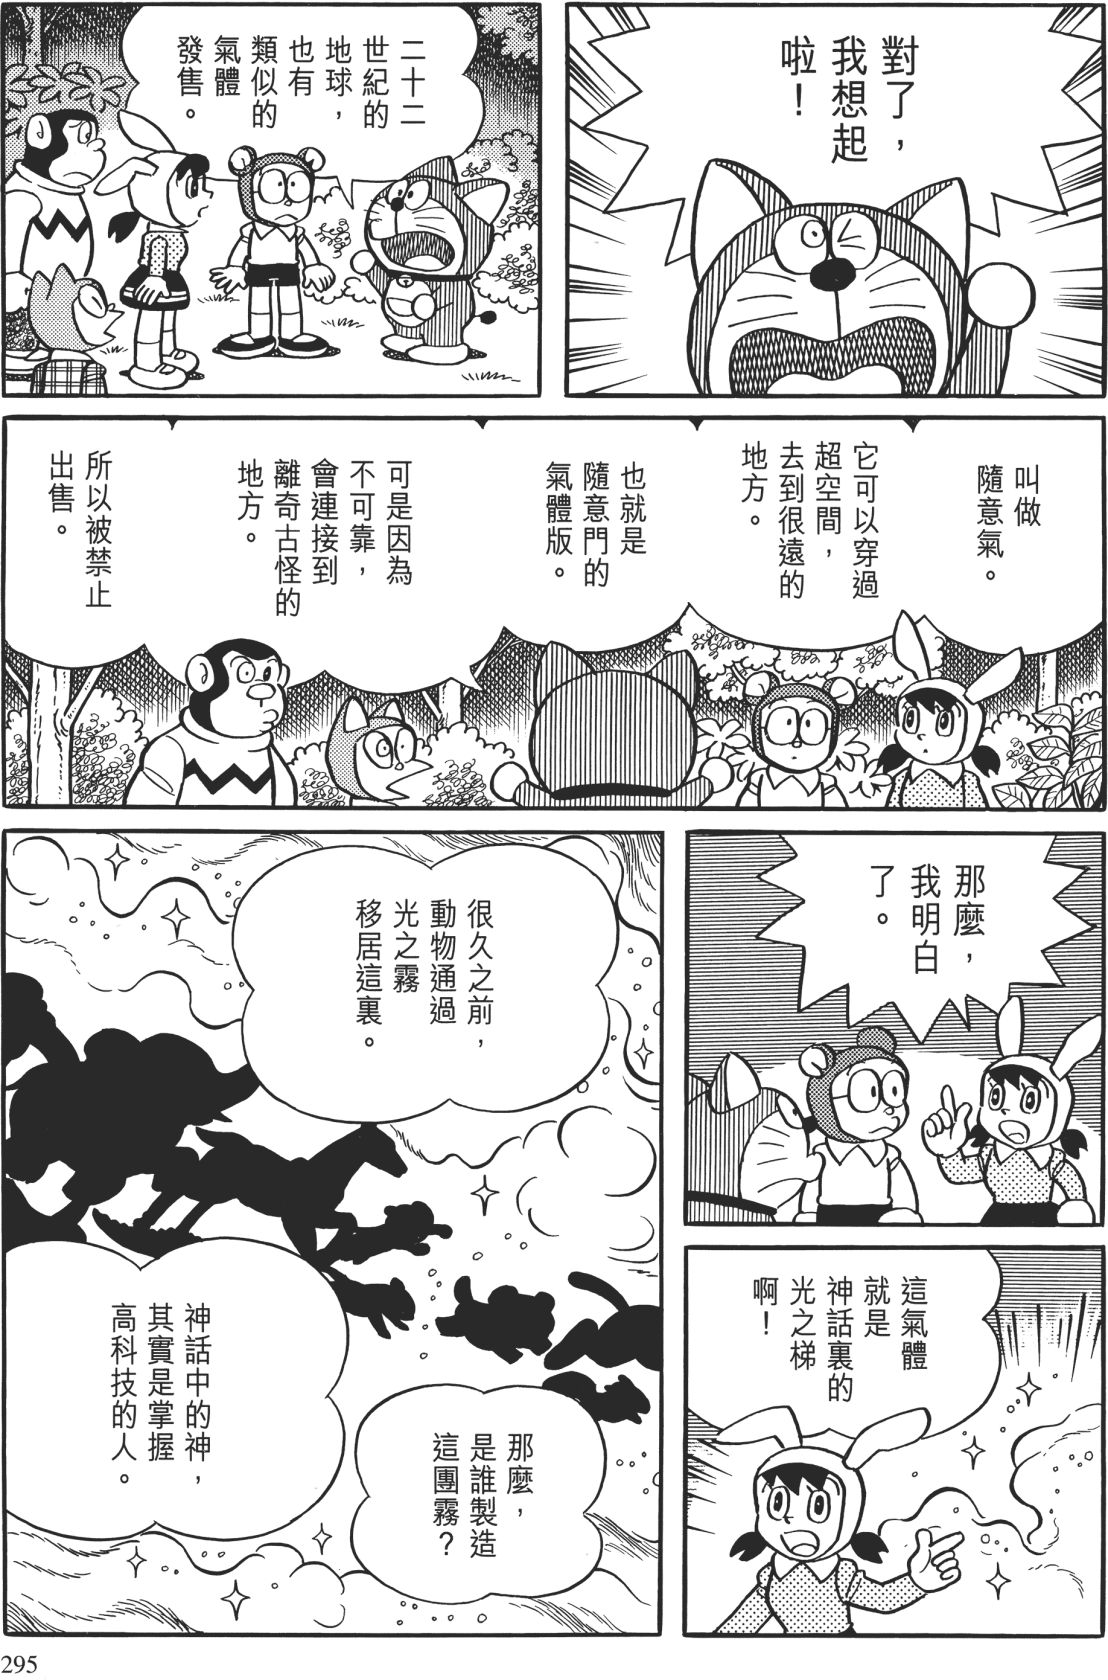 對了，
我想起
啦！
二十二
世紀的
地球，
也有
類似的
氣體
發售。
叫做
隨意氣。
它可以穿過
超空間，
去到很遠的
地方。
也就是
隨意門的
氣體版。
可是因為
不可靠，
會連接到
離奇古怪的
地方。
所以被禁止
出售。
那麼，
我明白
了。
這氣體
就是
神話裏的
光之梯
啊！
很久之前，
動物通過
光之霧
移居這裏。
那麼，
是誰製造
這團霧？
神話中的神，
其實是掌握
高科技的人。
295